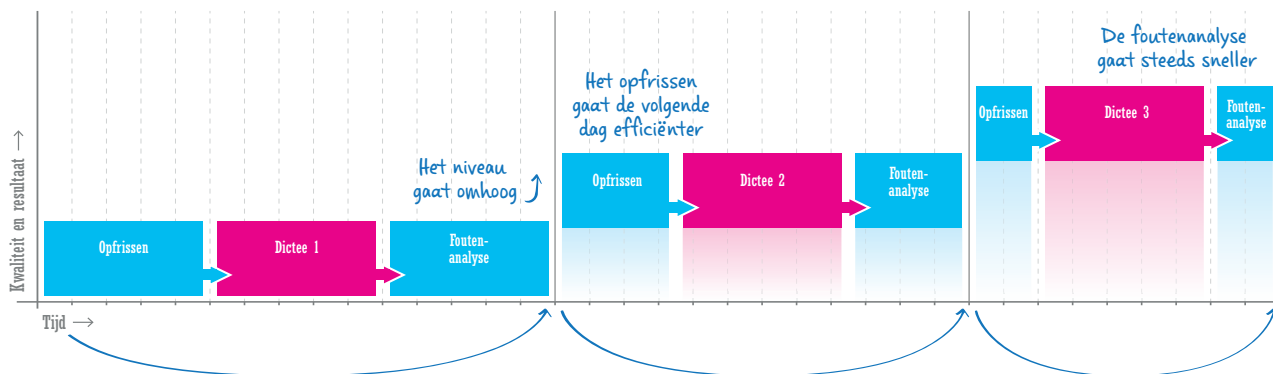 De foutenanalyse
gaat steeds sneller
Het opfrissen
gaat de volgende
dag efficiënter
Het niveau
gaat omhoog
Opfrissen
Dictee 1
Fouten-
analyse
Opfrissen
Dictee 2
Fouten-
analyse
Opfrissen
Dictee 3
Fouten-
analyse
Kwaliteit en resultaat →
Tijd →